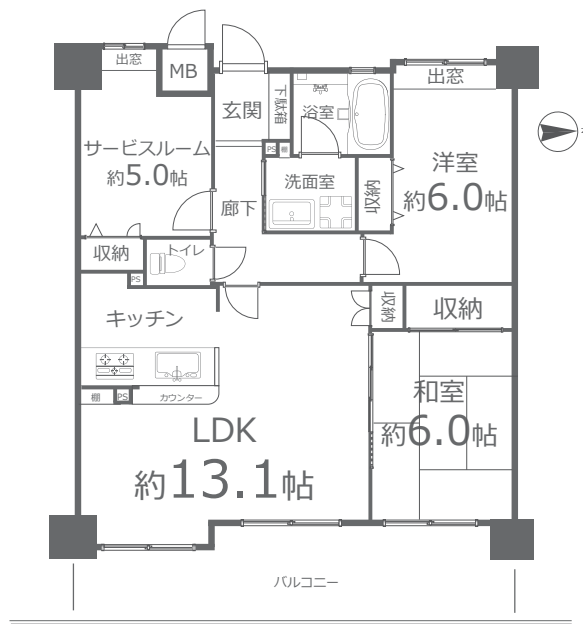 出窓
MB
玄関
下駄箱
浴室
出窓
サービスルーム
約5.0帖
PS
棚
洗面室
収納
洋室
約6.0帖
廊下
収納
トイレ
PS
キッチン
収納
収納
棚
PS
カウンター
和室
約6.0帖
LDK
約13.1帖
バルコニー